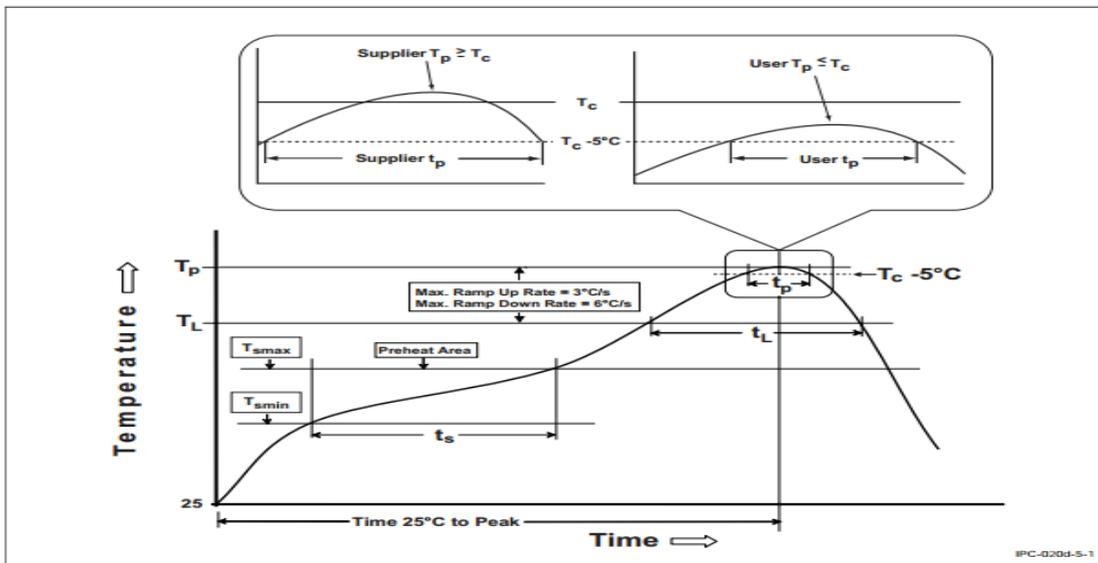 Supplier Tp ≥ Tc
User Tp ≤ Tc
Tc
Tc -5°C
Supplier tp
User tp
Tp
Tc -5°C
tp
Max. Ramp Up Rate = 3°C/s
Max. Ramp Down Rate = 6°C/s
TL
tL
Tsmax
Preheat Area
Tsmin
ts
Temperature
25
Time 25°C to Peak
Time
IPC-020d-5-1